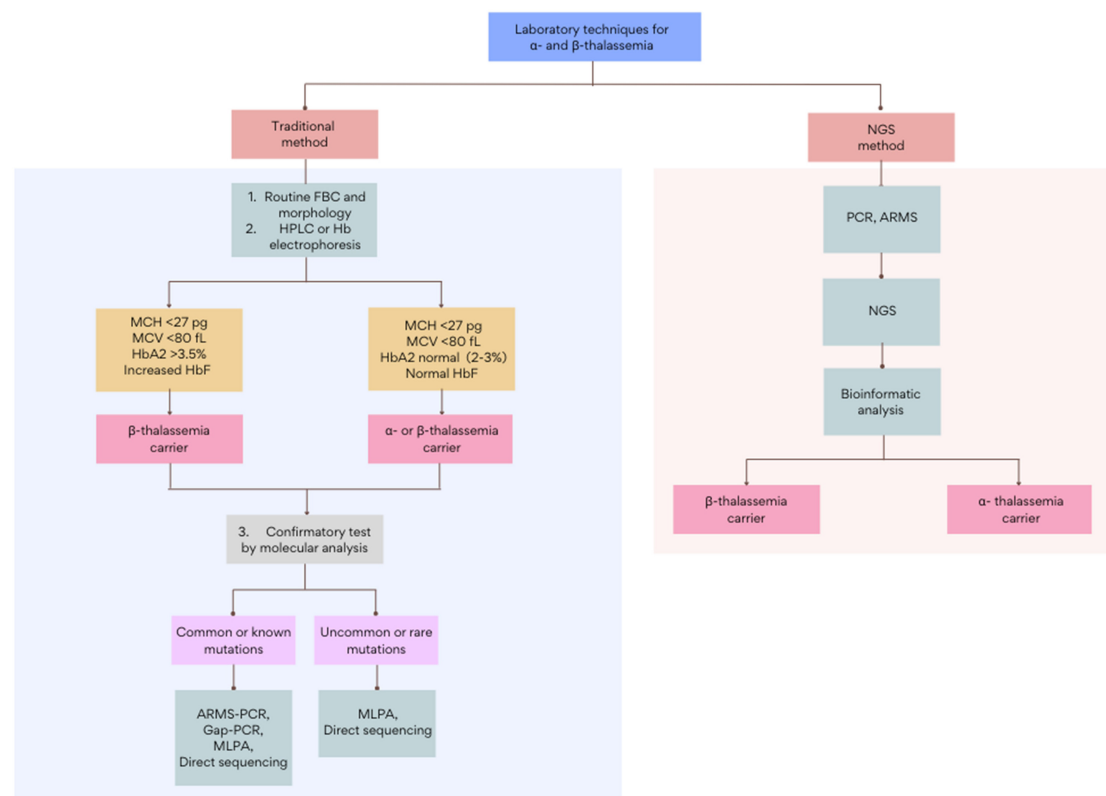 Laboratory techniques for
α- and β-thalassemia
Traditional
method
NGS
method
1. Routine FBC and
morphology
2. HPLC or Hb
electrophoresis
MCH <27 pg
MCV <80 fL
HbA2 >3.5%
Increased HbF
MCH <27 pg
MCV <80 fL
HbA2 normal (2-3%)
Normal HbF
β-thalassemia
carrier
α- or β-thalassemia
carrier
3. Confirmatory test
by molecular analysis
Common or known
mutations
Uncommon or rare
mutations
ARMS-PCR,
Gap-PCR,
MLPA,
Direct sequencing
MLPA,
Direct sequencing
PCR, ARMS
NGS
Bioinformatic
analysis
β-thalassemia
carrier
α- thalassemia
carrier